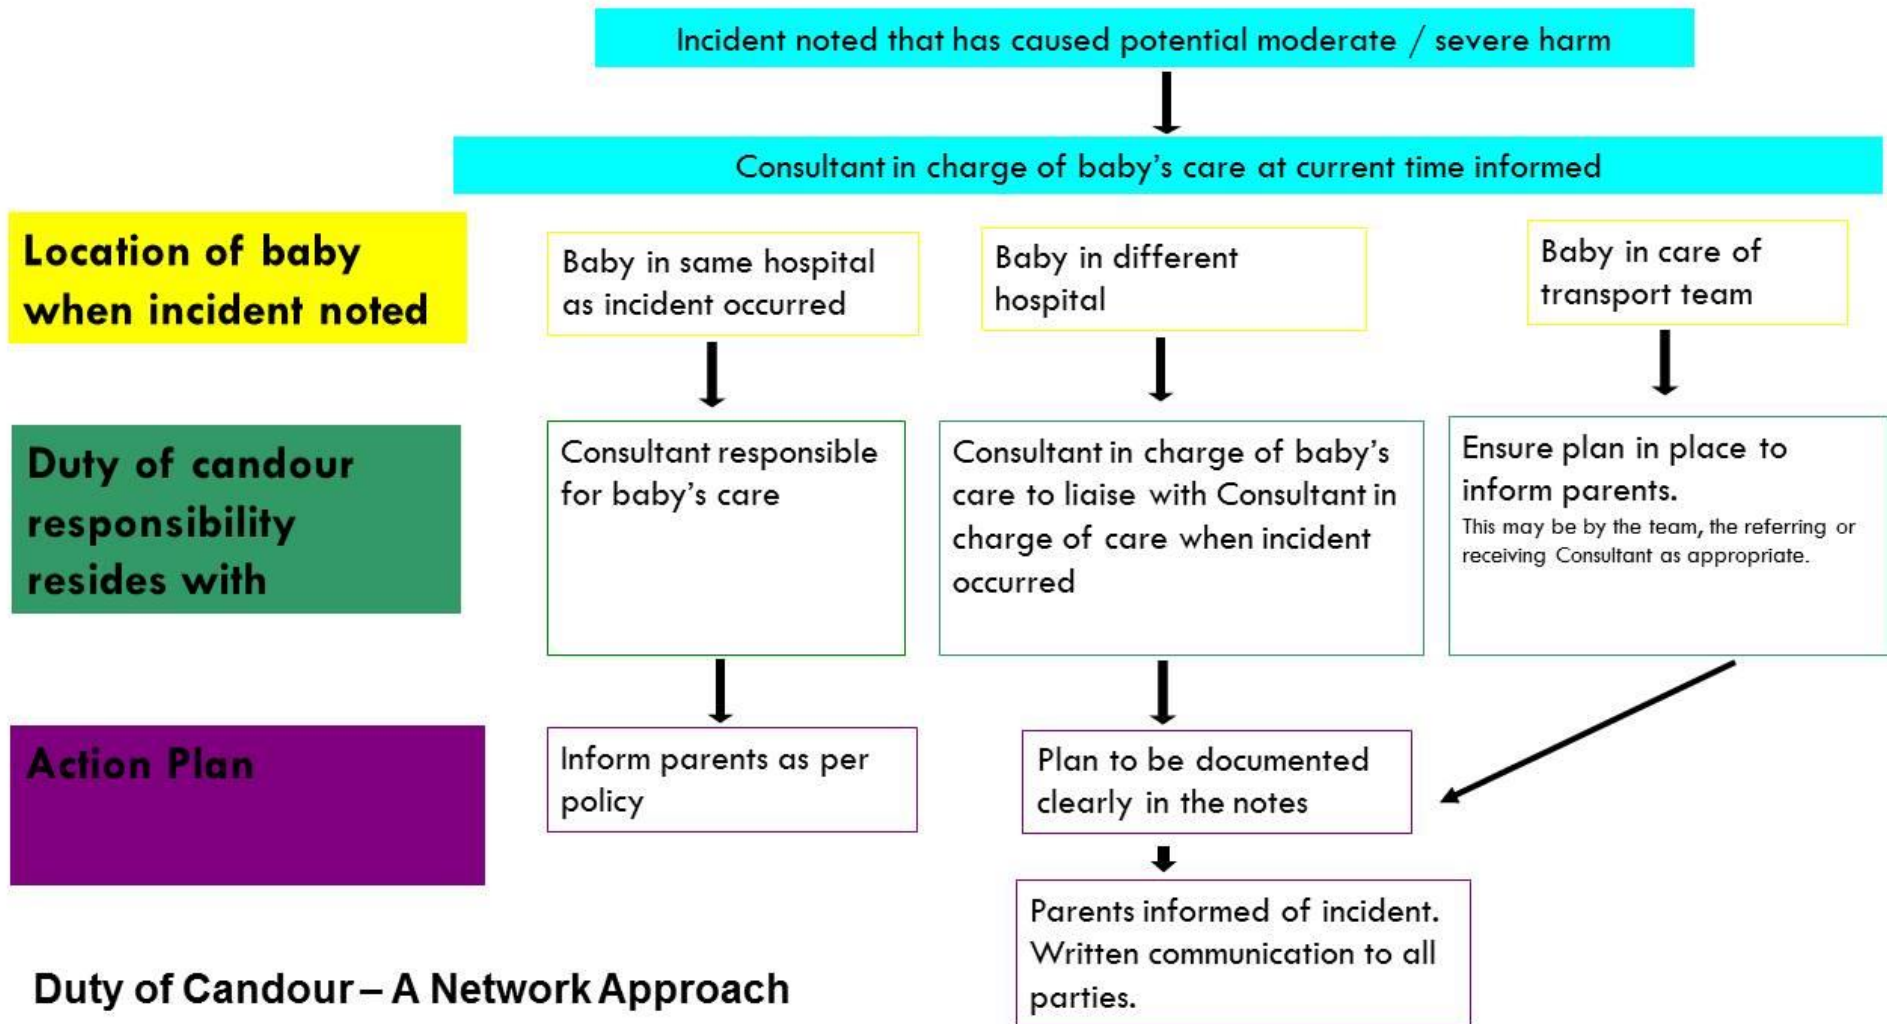 Incident noted that has caused potential moderate / severe harm
Consultant in charge of baby's care at current time informed
Location of baby
when incident noted
Baby in same hospital
as incident occurred
Baby in different
hospital
Baby in care of
transport team
Duty of candour
responsibility
resides with
Consultant responsible
for baby's care
Consultant in charge of baby's
care to liaise with Consultant in
charge of care when incident
occurred
Ensure plan in place to
inform parents.
This may be by the team, the referring or
receiving Consultant as appropriate.
Action Plan
Inform parents as per
policy
Plan to be documented
clearly in the notes
Parents informed of incident.
Written communication to all
parties.
Duty of Candour – A Network Approach